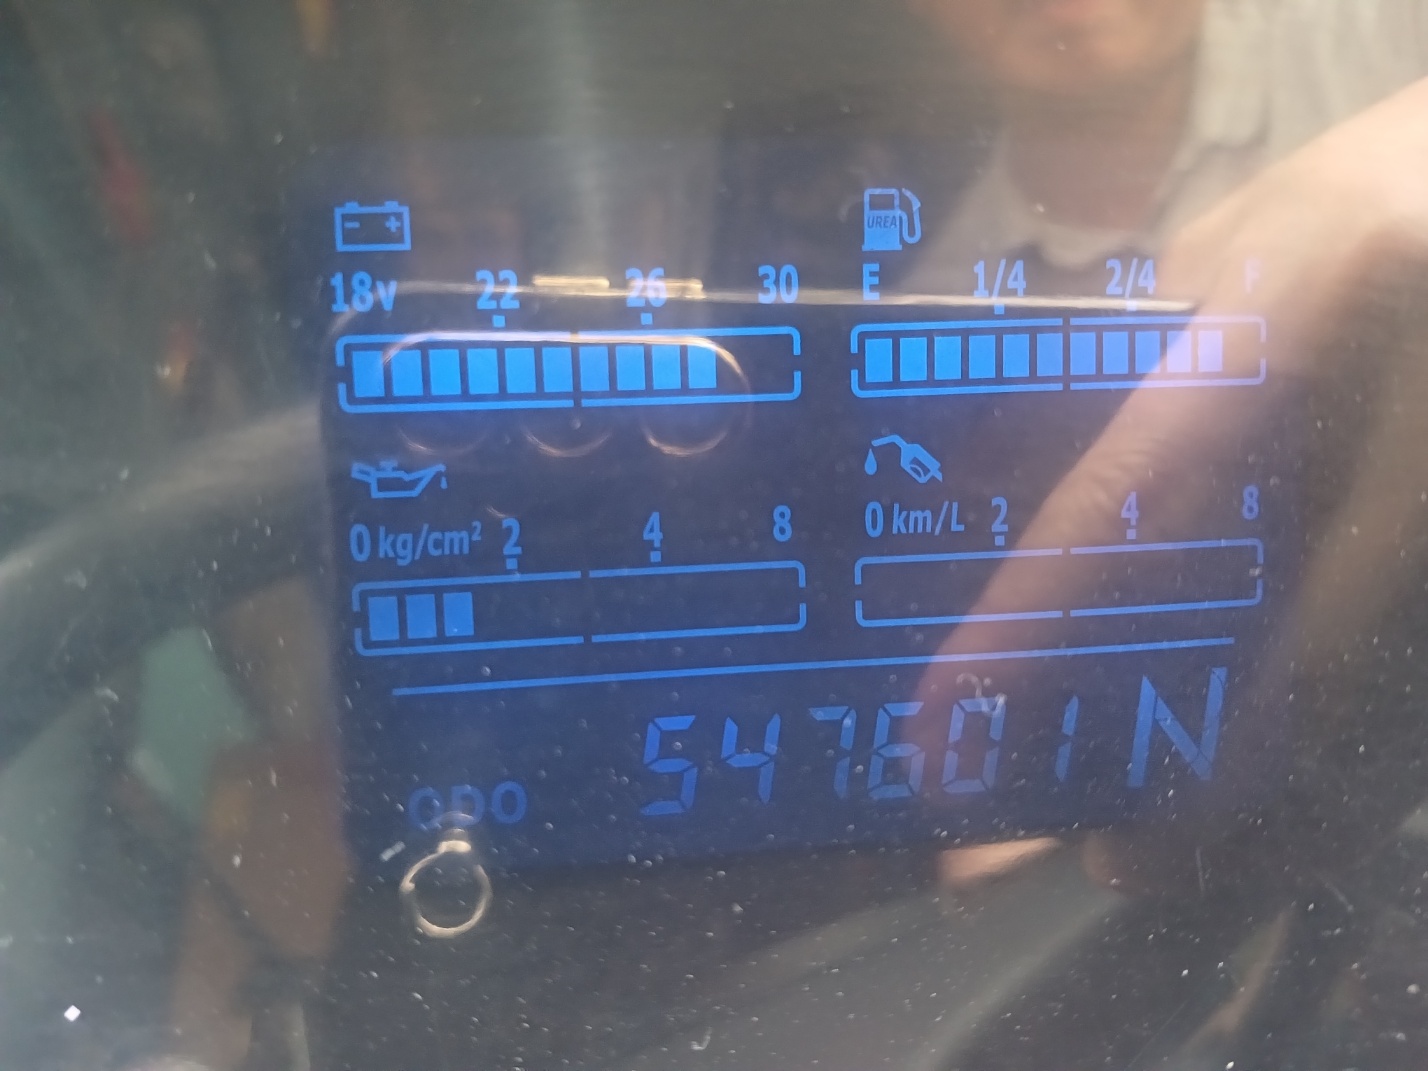 UREA
18v 22 26 30
E 1/4 2/4 F
0 kg/cm² 2 4 8
0 km/L 2 4 8
547601 N
ODO